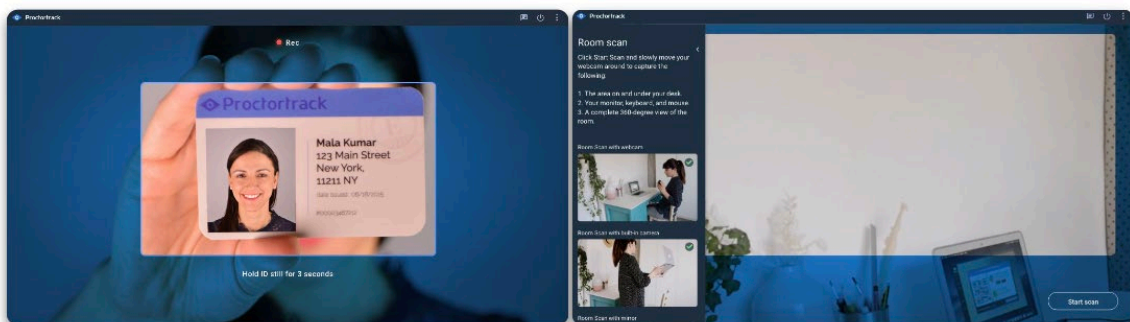 Proctortrack
Rec
Proctortrack
Mala Kumar
123 Main Street
New York,
11211 NY
Hold ID still for 3 seconds
Proctortrack
Room scan
Click Start Scan and slowly move your
webcam around to capture the
following:
1. The area on and under your desk.
2. Your monitor, keyboard, and mouse.
3. A complete 360-degree view of the
room.
Room Scan with webcam
Room Scan with built-in camera
Room Scan with mirror
Start scan